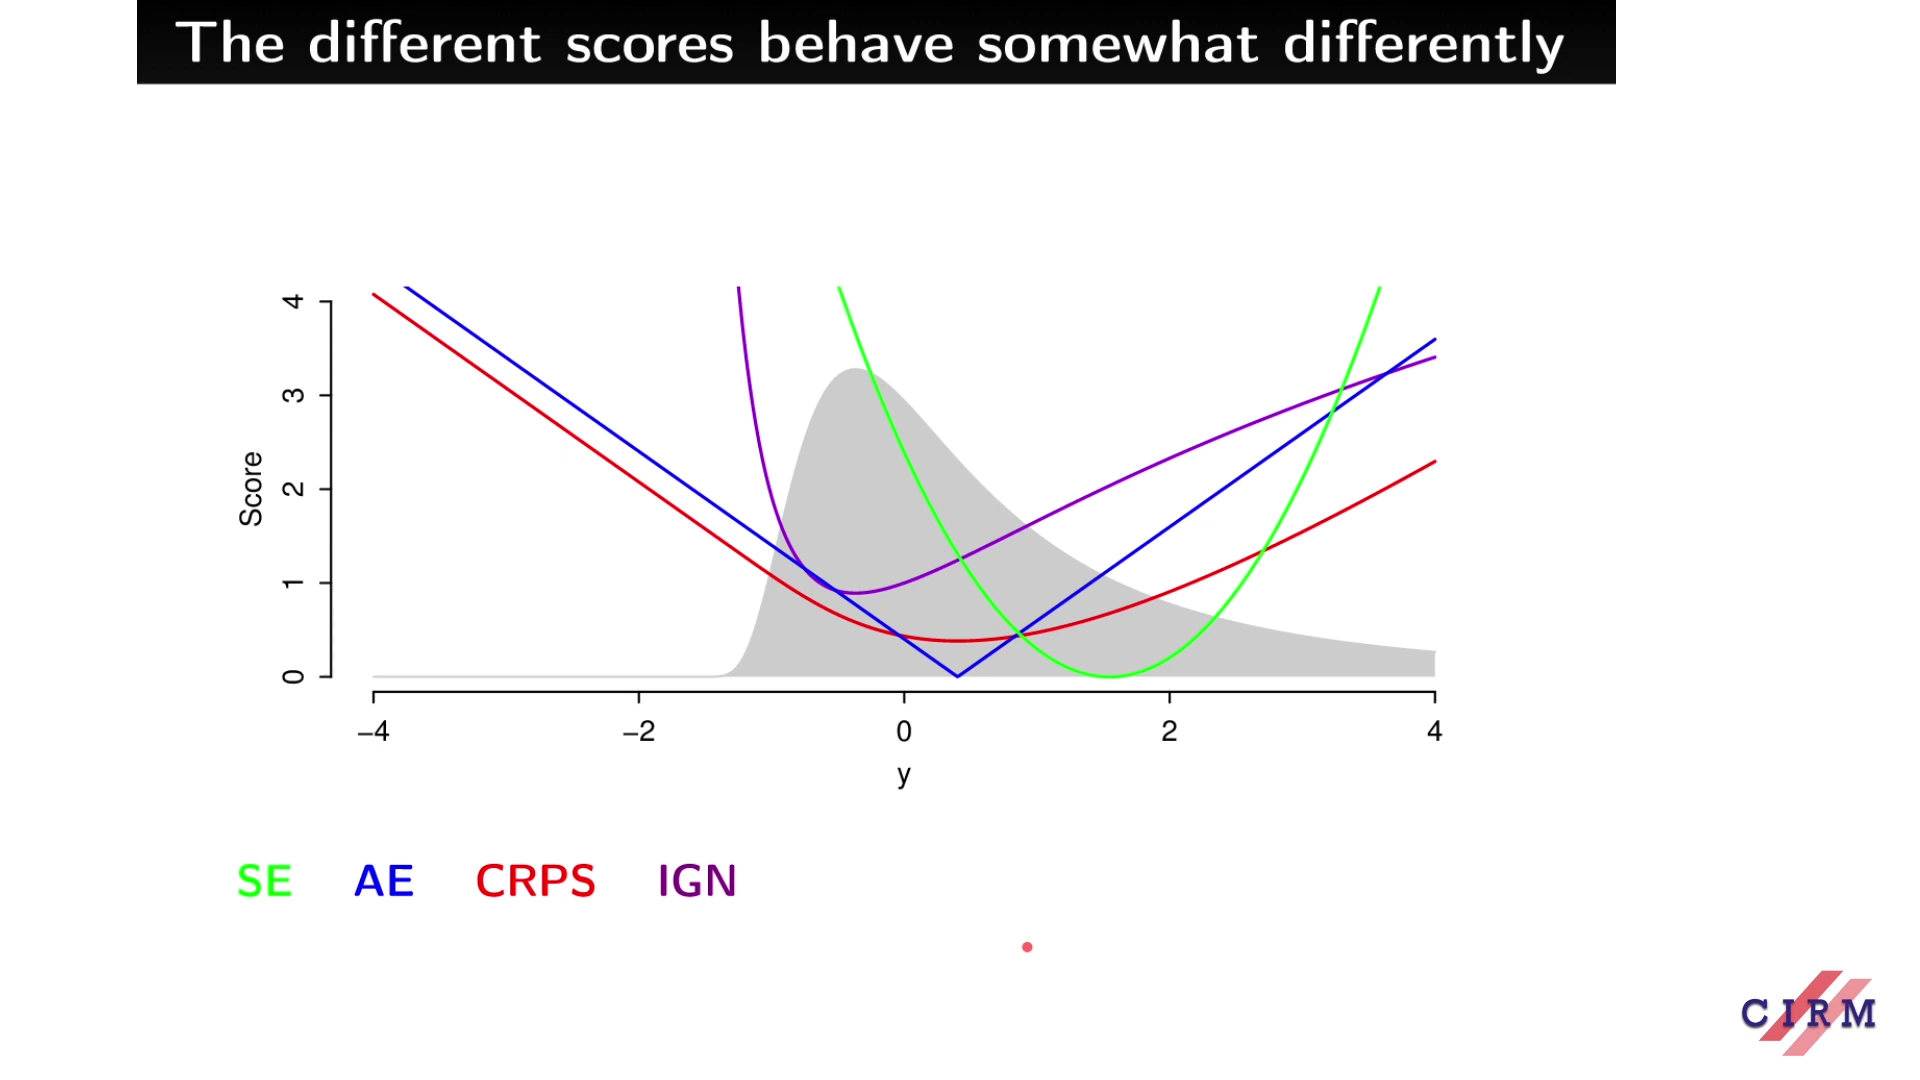 The different scores behave somewhat differently
4
3
2
1
0
Score
−4 −2 0 2 4
y
SE AE CRPS IGN
CIRM